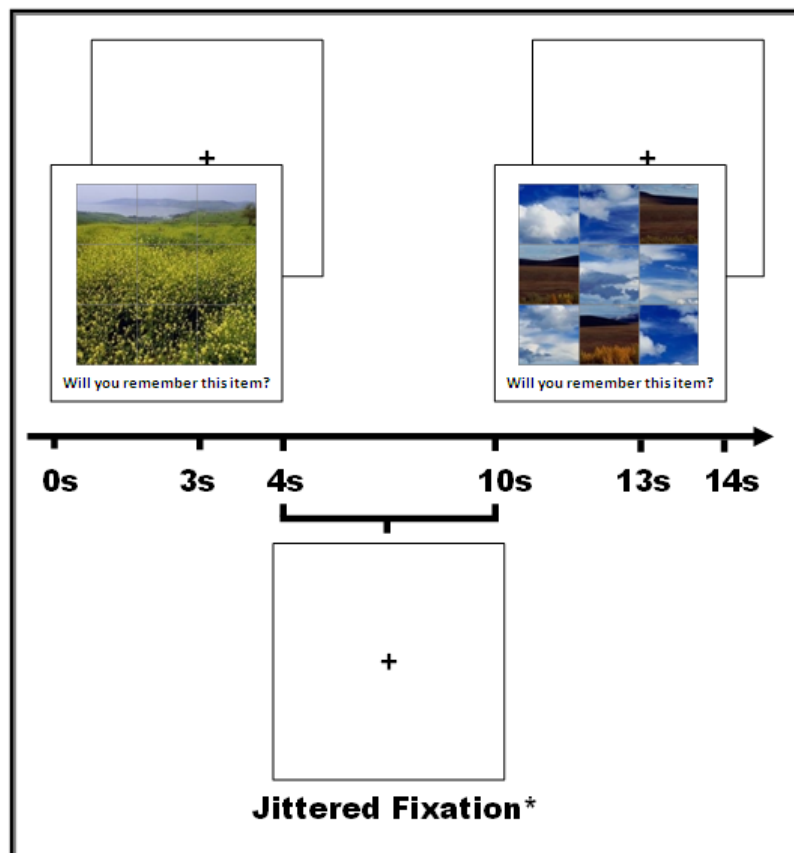 +
+
Will you remember this item?
Will you remember this item?
0s
3s
4s
10s
13s
14s
+
Jittered Fixation*